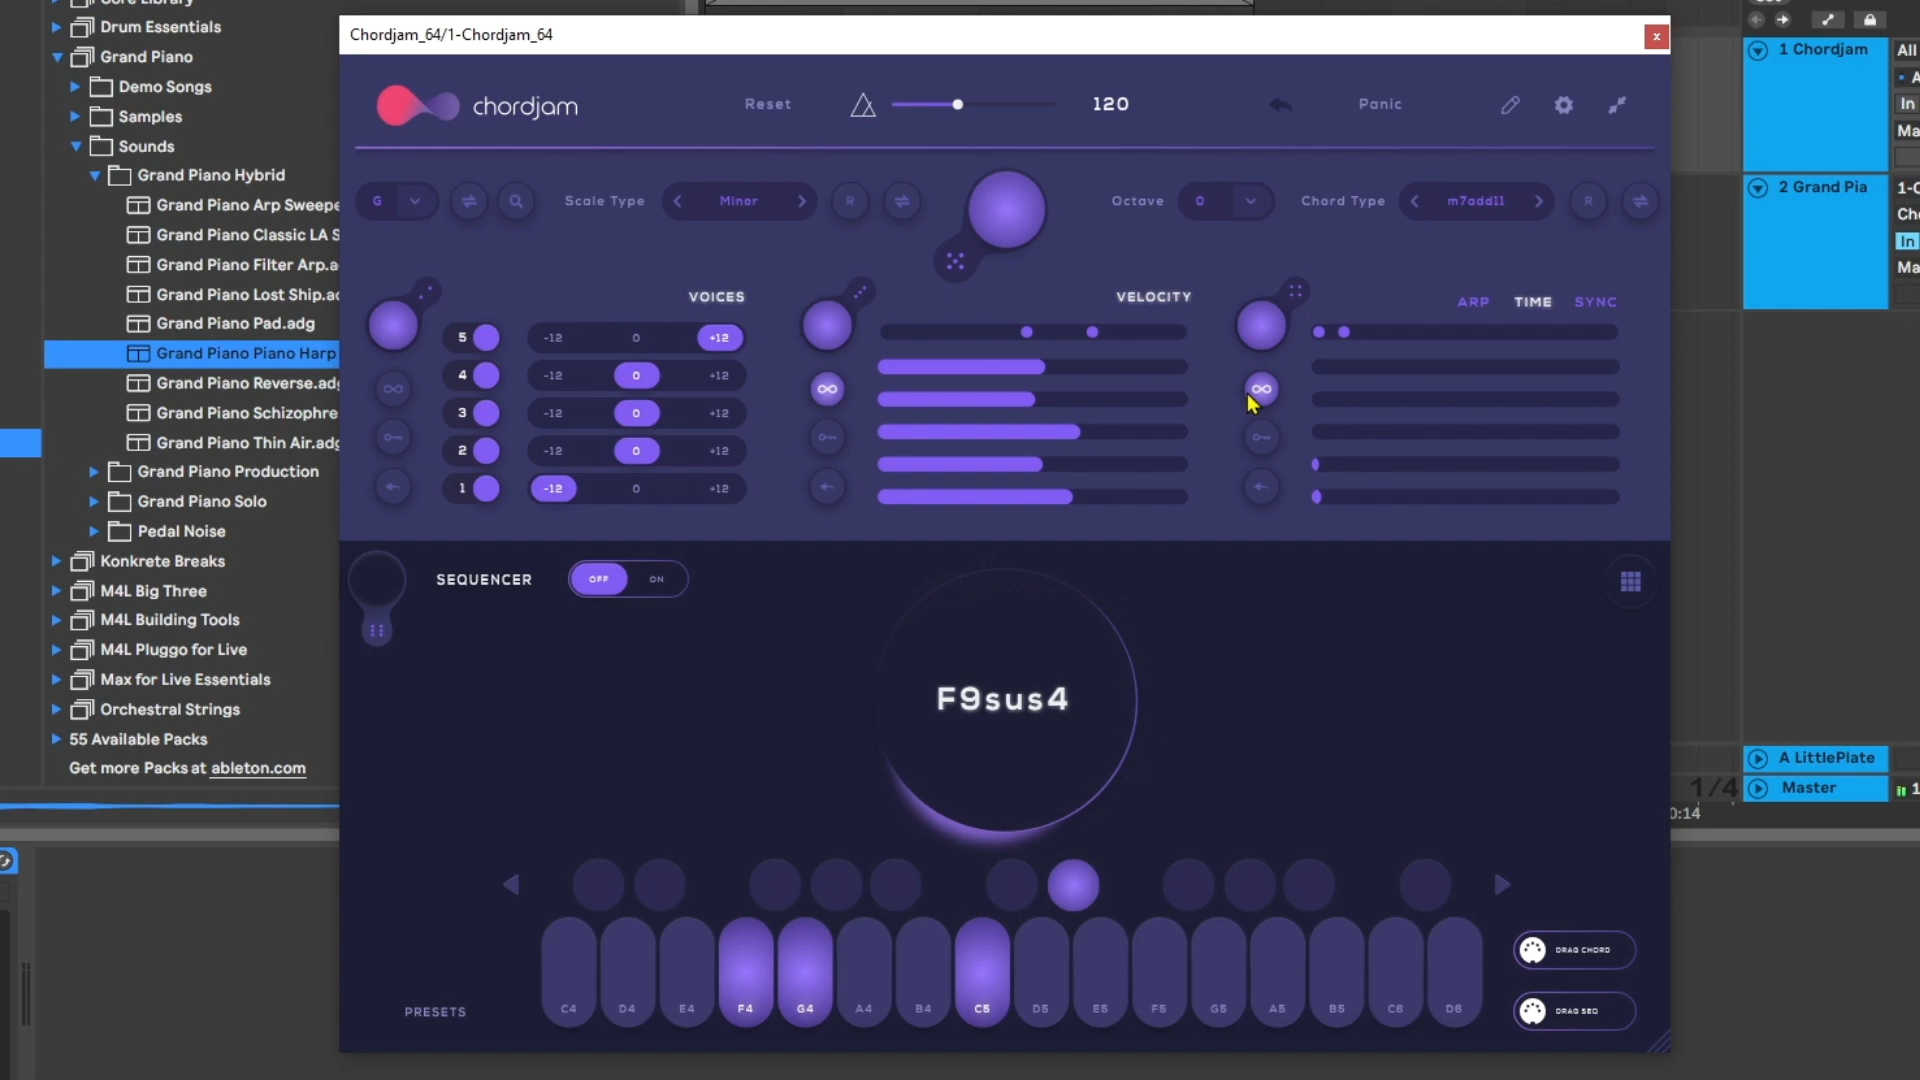 Core Library
Drum Essentials
Grand Piano
Demo Songs
Samples
Sounds
Grand Piano Hybrid
Grand Piano Arp Sweepe
Grand Piano Classic LA S
Grand Piano Filter Arp.a
Grand Piano Lost Ship.ad
Grand Piano Pad.adg
Grand Piano Piano Harp
Grand Piano Reverse.adg
Grand Piano Schizophre
Grand Piano Thin Air.adg
Grand Piano Production
Grand Piano Solo
Pedal Noise
Konkrete Breaks
M4L Big Three
M4L Building Tools
M4L Pluggo for Live
Max for Live Essentials
Orchestral Strings
55 Available Packs
Get more Packs at ableton.com
Chordjam_64/1-Chordjam_64
x
chordjam
Reset
120
Panic
G
Scale Type
Minor
R
Octave
0
Chord Type
m7add11
R
VOICES
5 -12 0 +12
4 -12 0 +12
3 -12 0 +12
2 -12 0 +12
1 -12 0 +12
VELOCITY
ARP TIME SYNC
SEQUENCER
OFF ON
F9sus4
C4 D4 E4 F4 G4 A4 B4 C5 D5 E5 F5 G5 A5 B5 C6 D6
PRESETS
DRAG CHORD
DRAG SEQ
1 Chordjam
All
A
In
Ma
2 Grand Pia
1-C
Cho
In
Ma
A LittlePlate
Master
1
1/4
0:14